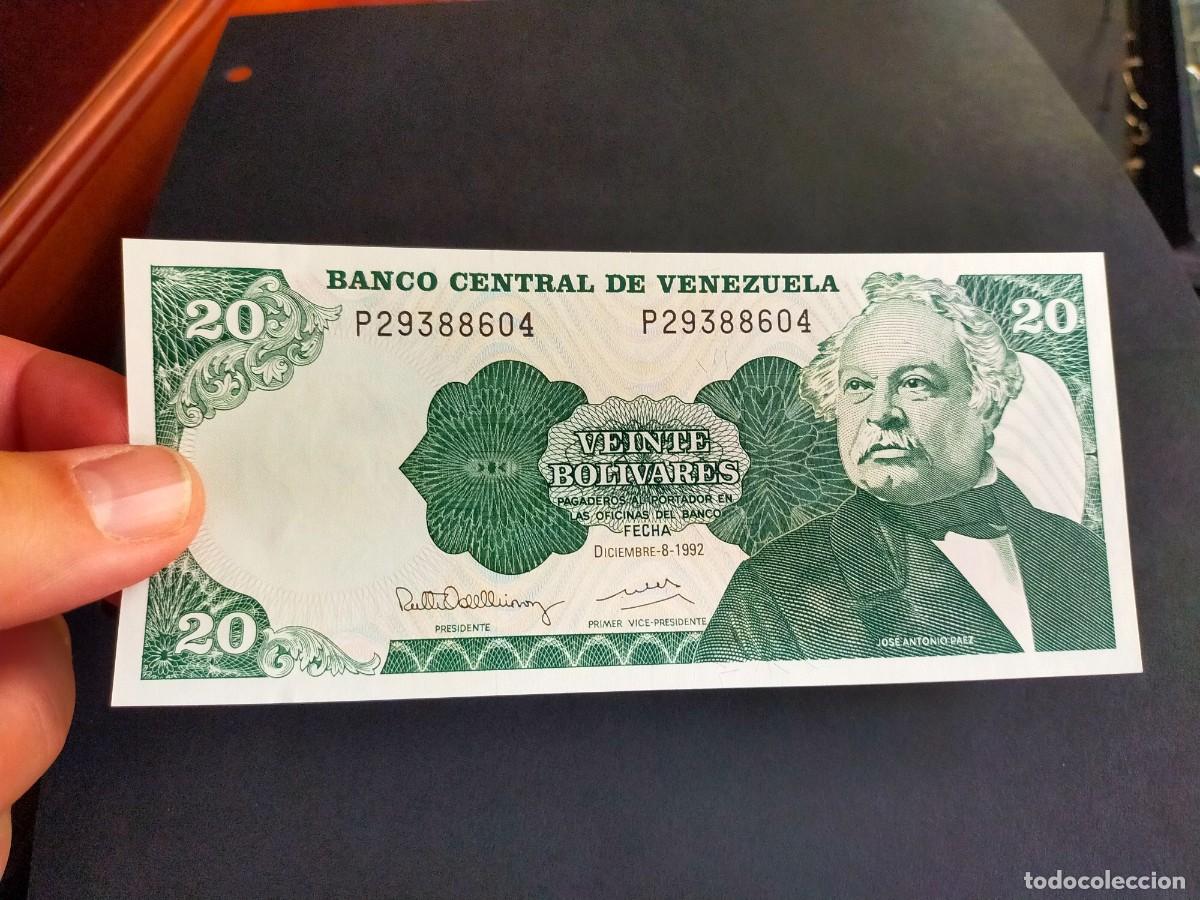 BANCO CENTRAL DE VENEZUELA
20
P29388604
P29388604
20
VEINTE
BOLIVARES
PAGADEROS AL PORTADOR EN
LAS OFICINAS DEL BANCO
FECHA
DICIEMBRE-8-1992
PRESIDENTE
PRIMER VICE-PRESIDENTE
20
JOSE ANTONIO PAEZ
todocoleccion